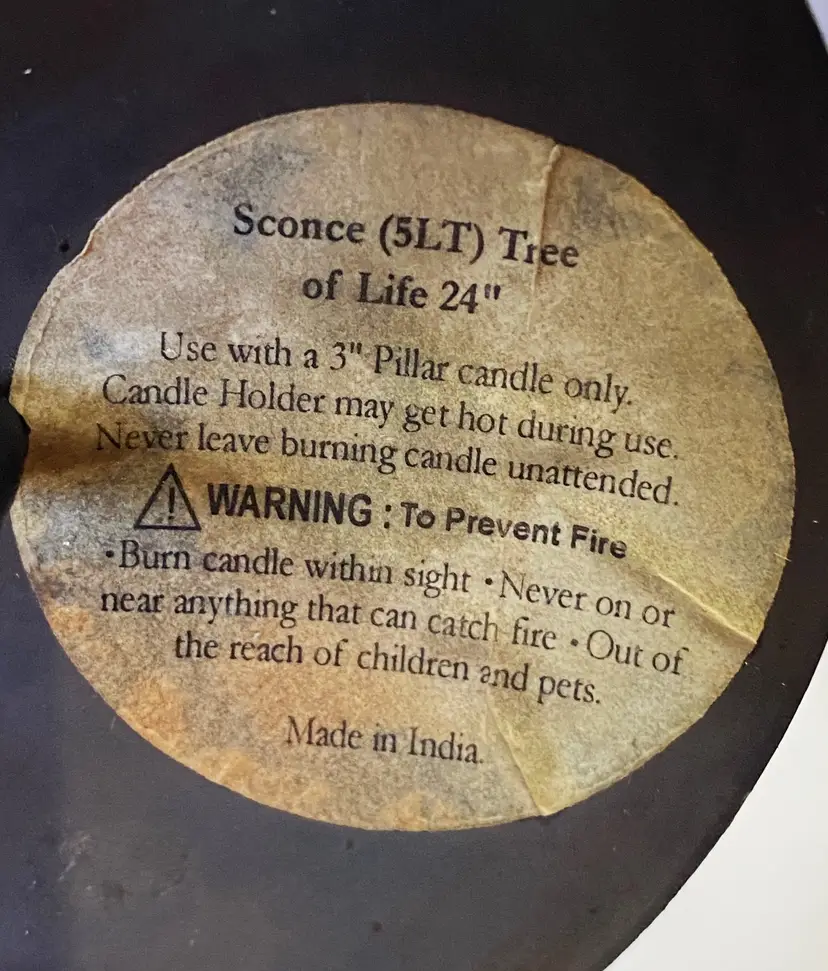 Sconce (5LT) Tree
of Life 24"
Use with a 3" Pillar candle only.
Candle Holder may get hot during use.
Never leave burning candle unattended.
WARNING : To Prevent Fire
•Burn candle within sight •Never on or
near anything that can catch fire •Out of
the reach of children and pets.
Made in India.